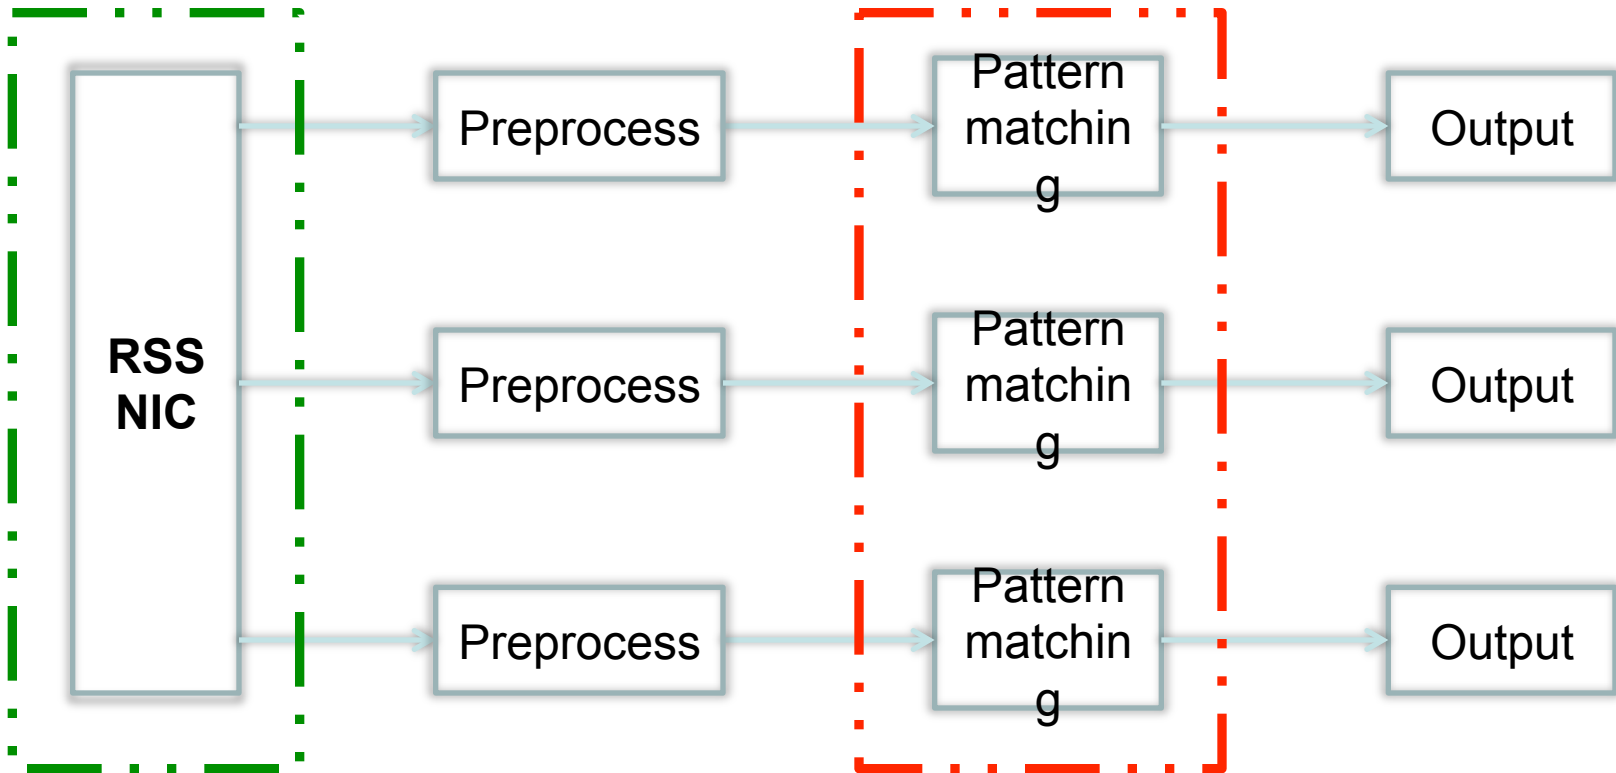 RSS
NIC
Preprocess
Pattern
matchin
g
Output
Preprocess
Pattern
matchin
g
Output
Preprocess
Pattern
matchin
g
Output